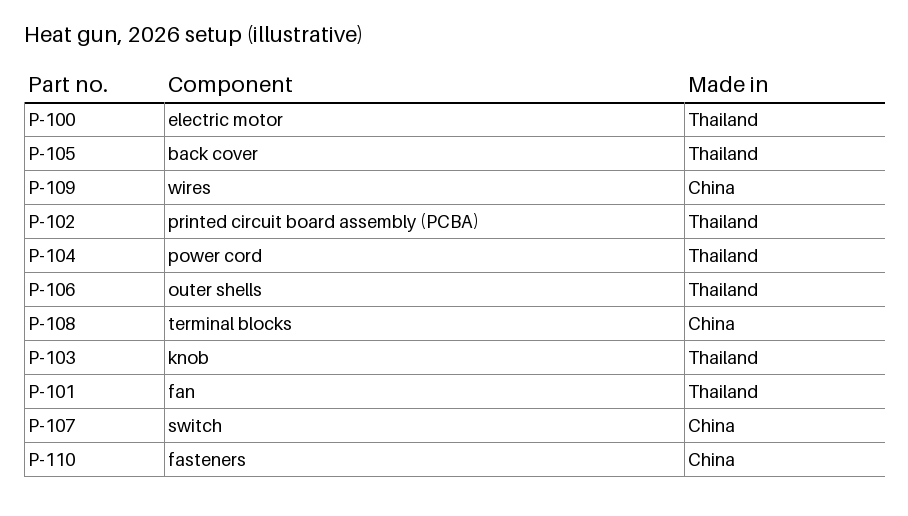 Heat gun, 2026 setup (illustrative)
Part no. Component Made in
P-100 electric motor Thailand
P-105 back cover Thailand
P-109 wires China
P-102 printed circuit board assembly (PCBA) Thailand
P-104 power cord Thailand
P-106 outer shells Thailand
P-108 terminal blocks China
P-103 knob Thailand
P-101 fan Thailand
P-107 switch China
P-110 fasteners China